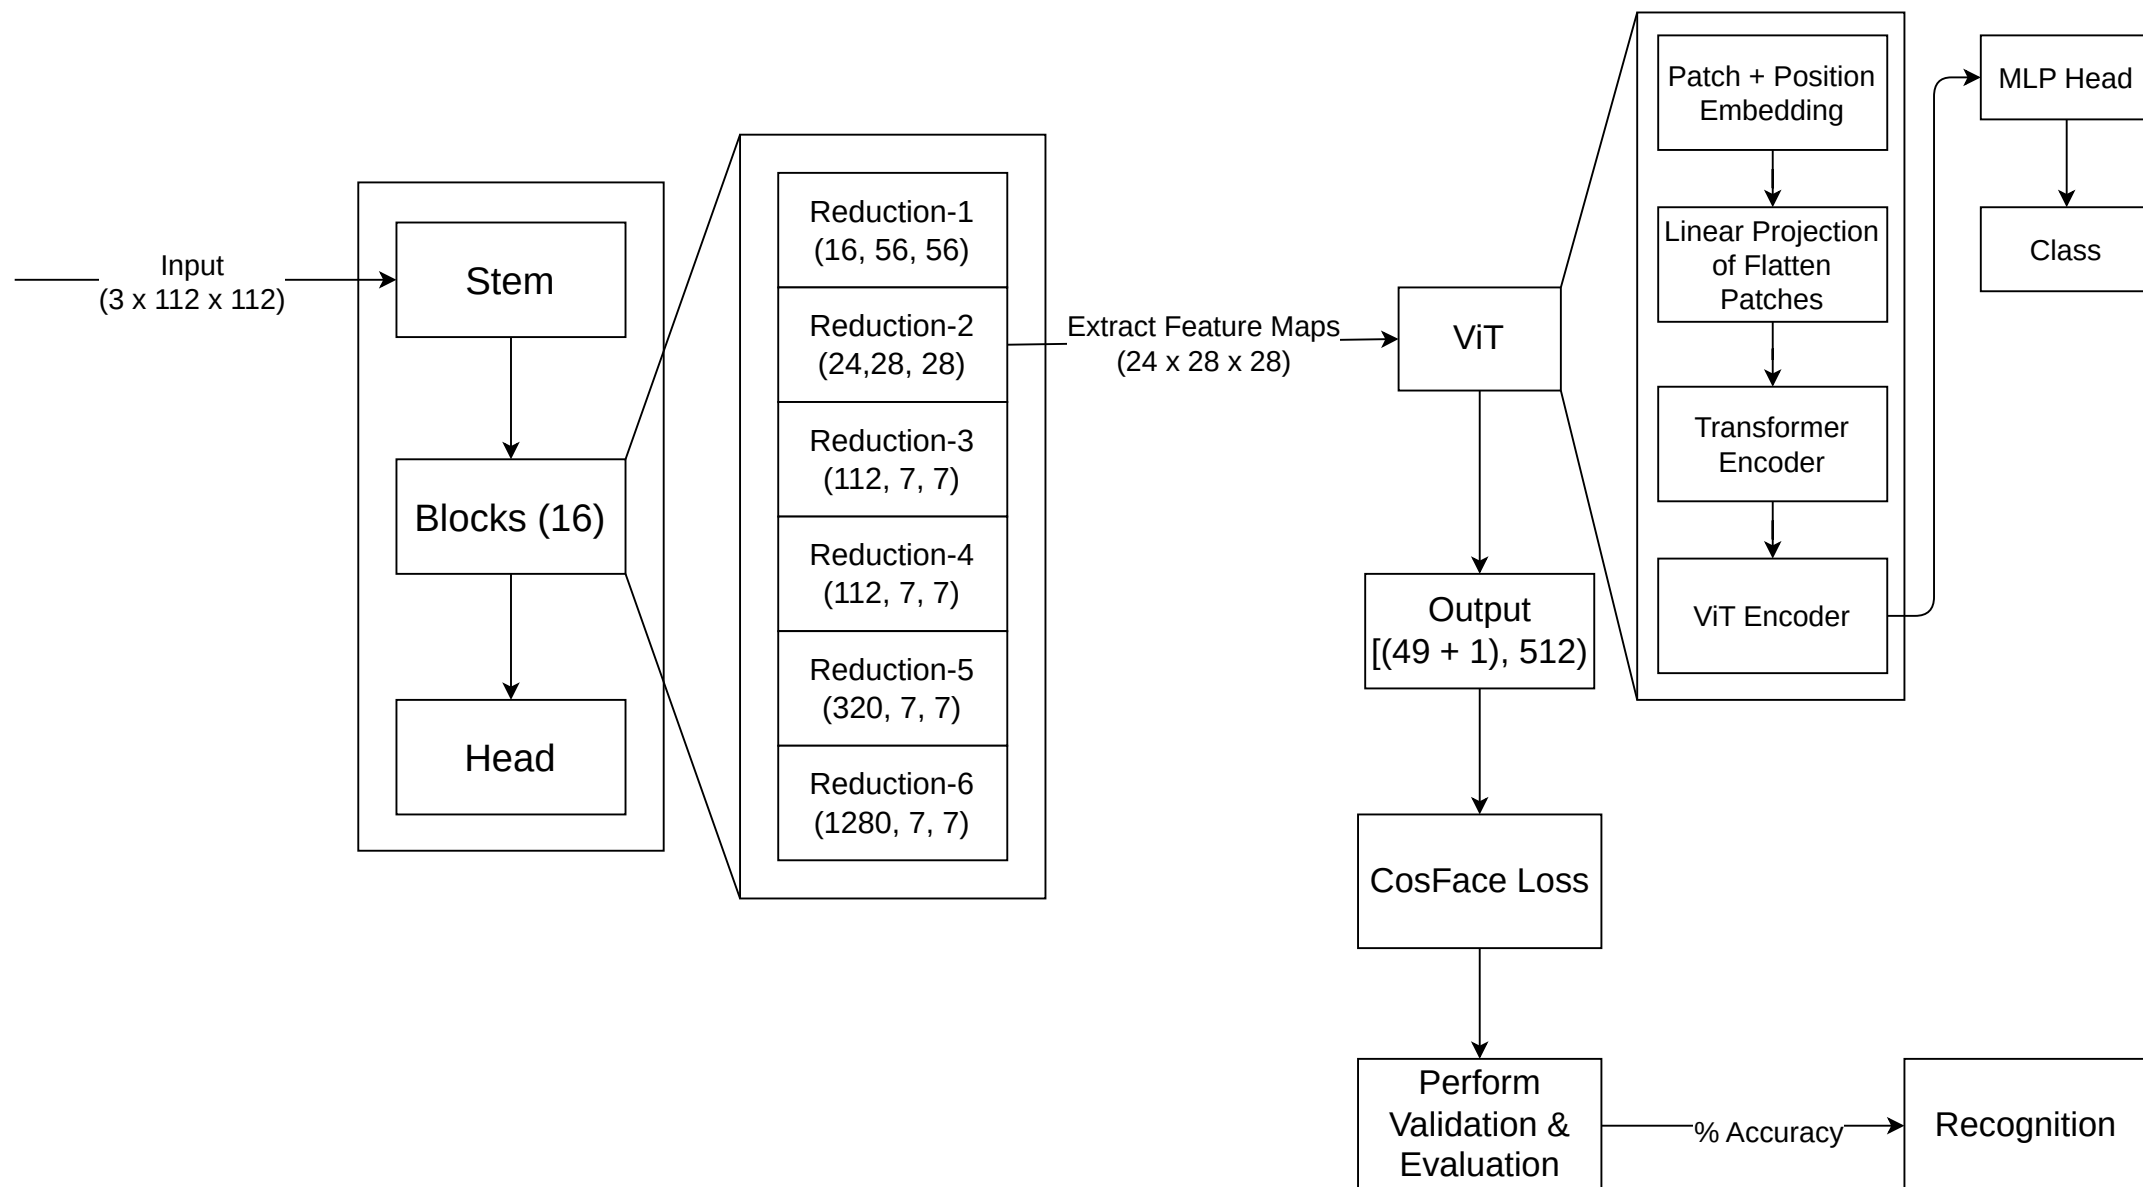 Input
(3 x 112 x 112)
Stem
Blocks (16)
Head
Reduction-1
(16, 56, 56)
Reduction-2
(24,28, 28)
Reduction-3
(112, 7, 7)
Reduction-4
(112, 7, 7)
Reduction-5
(320, 7, 7)
Reduction-6
(1280, 7, 7)
Extract Feature Maps
(24 x 28 x 28)
ViT
Patch + Position
Embedding
Linear Projection
of Flatten
Patches
Transformer
Encoder
ViT Encoder
MLP Head
Class
Output
[(49 + 1), 512)
CosFace Loss
Perform
Validation &
Evaluation
% Accuracy
Recognition